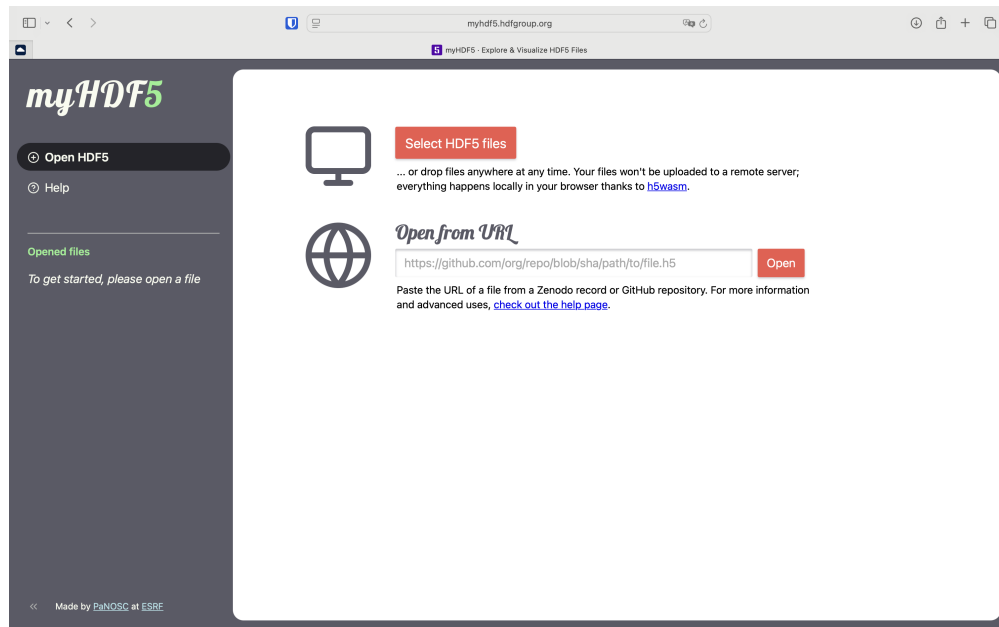 myhdf5.hdfgroup.org
5 myHDF5 - Explore & Visualize HDF5 Files
myHDF5
Open HDF5
Help
Opened files
To get started, please open a file
Select HDF5 files
... or drop files anywhere at any time. Your files won't be uploaded to a remote server;
everything happens locally in your browser thanks to h5wasm.
Open from URL
https://github.com/org/repo/blob/sha/path/to/file.h5
Open
Paste the URL of a file from a Zenodo record or GitHub repository. For more information
and advanced uses, check out the help page.
Made by PaNOSC at ESRF